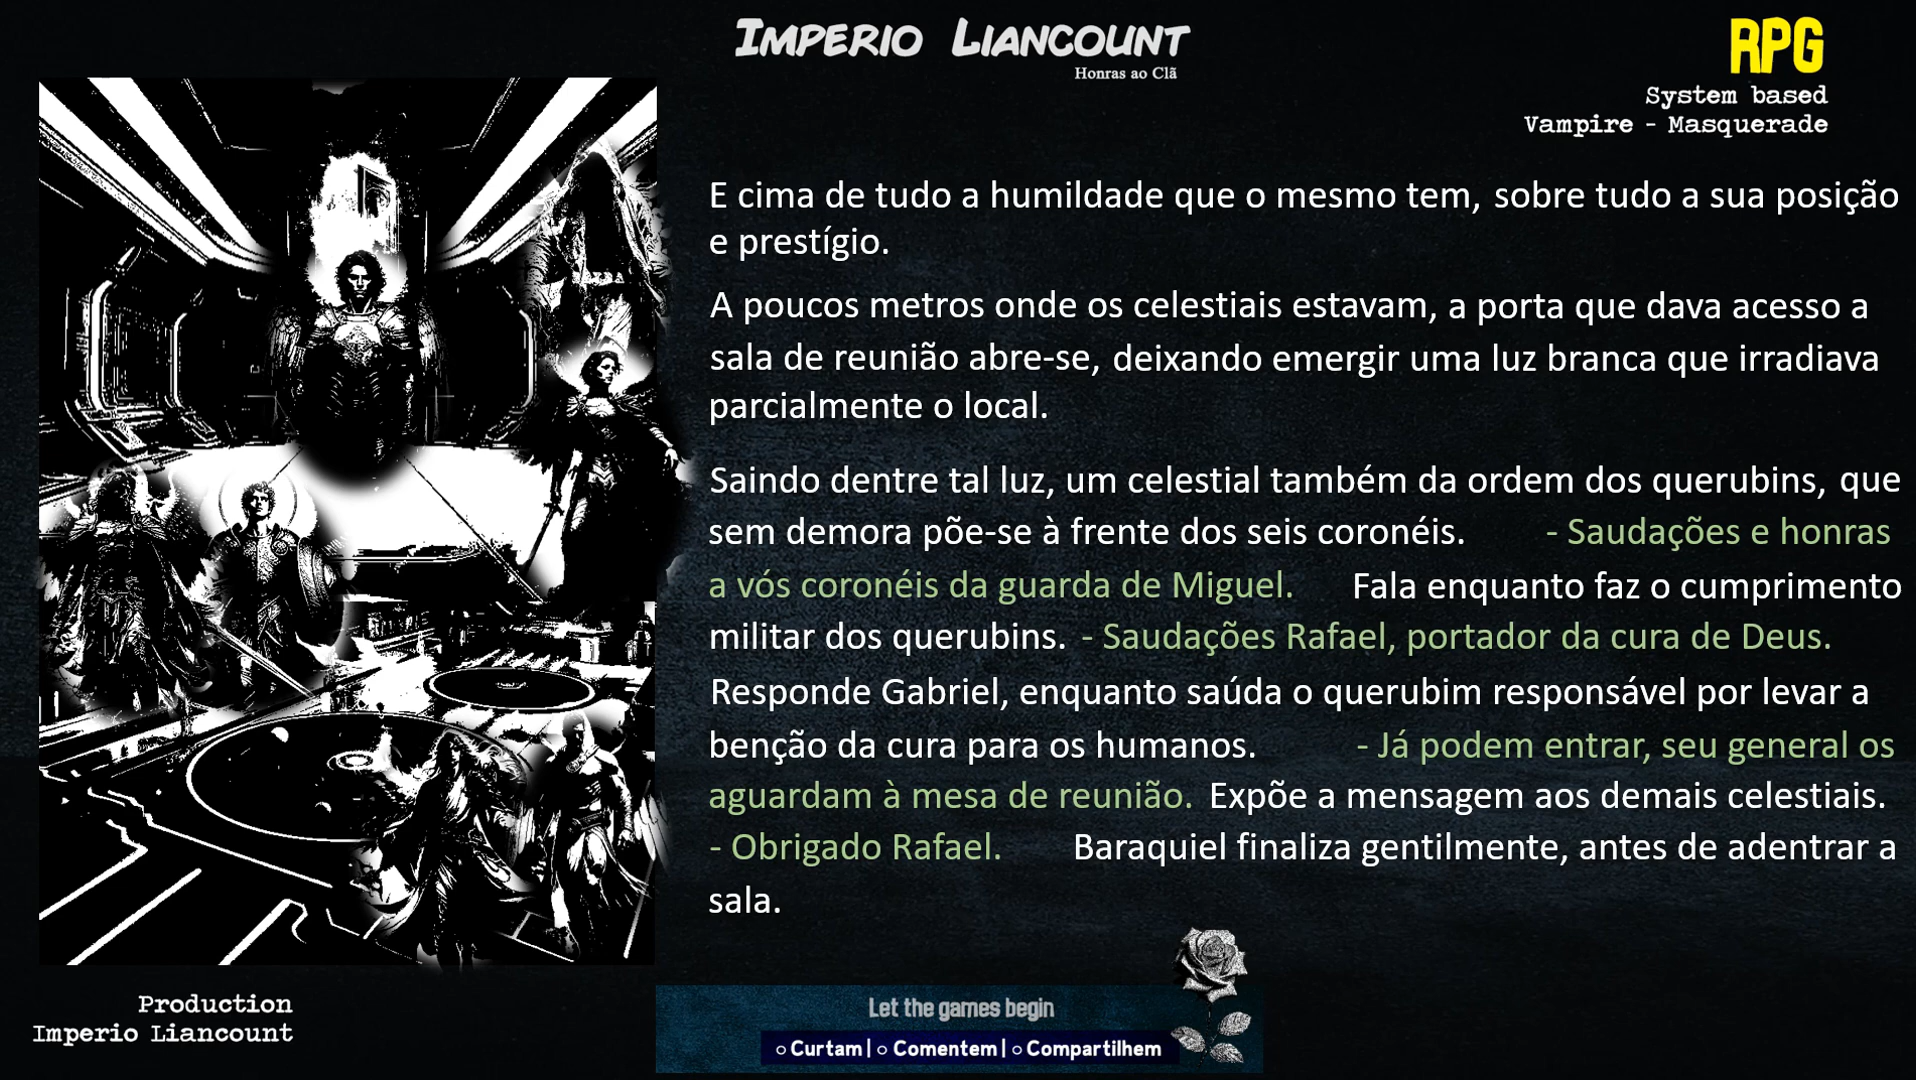 IMPERIO LIANCOUNT
Honras ao Clã
RPG
System based
Vampire - Masquerade
E cima de tudo a humildade que o mesmo tem, sobre tudo a sua posição
e prestígio.
A poucos metros onde os celestiais estavam, a porta que dava acesso a
sala de reunião abre-se, deixando emergir uma luz branca que irradiava
parcialmente o local.
Saindo dentre tal luz, um celestial também da ordem dos querubins, que
sem demora põe-se à frente dos seis coronéis. - Saudações e honras
a vós coronéis da guarda de Miguel. Fala enquanto faz o cumprimento
militar dos querubins. - Saudações Rafael, portador da cura de Deus.
Responde Gabriel, enquanto saúda o querubim responsável por levar a
benção da cura para os humanos. - Já podem entrar, seu general os
aguardam à mesa de reunião. Expõe a mensagem aos demais celestiais.
- Obrigado Rafael. Baraquiel finaliza gentilmente, antes de adentrar a
sala.
Production
Imperio Liancount
Let the games begin
○ Curtam | ○ Comentem | ○ Compartilhem